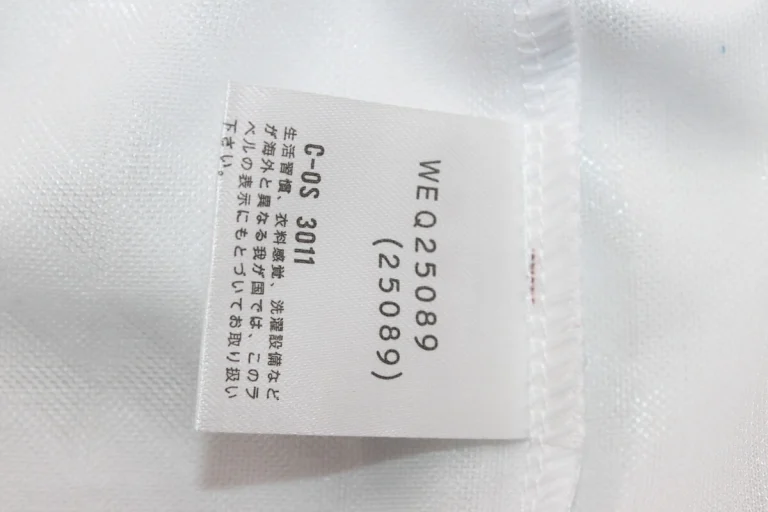 WEQ25089
(25089)
C-OS 3011
生活習慣、衣料感覚、洗濯設備など
が海外と異なる我が国では、このラ
ベルの表示にもとづいてお取り扱い
下さい。